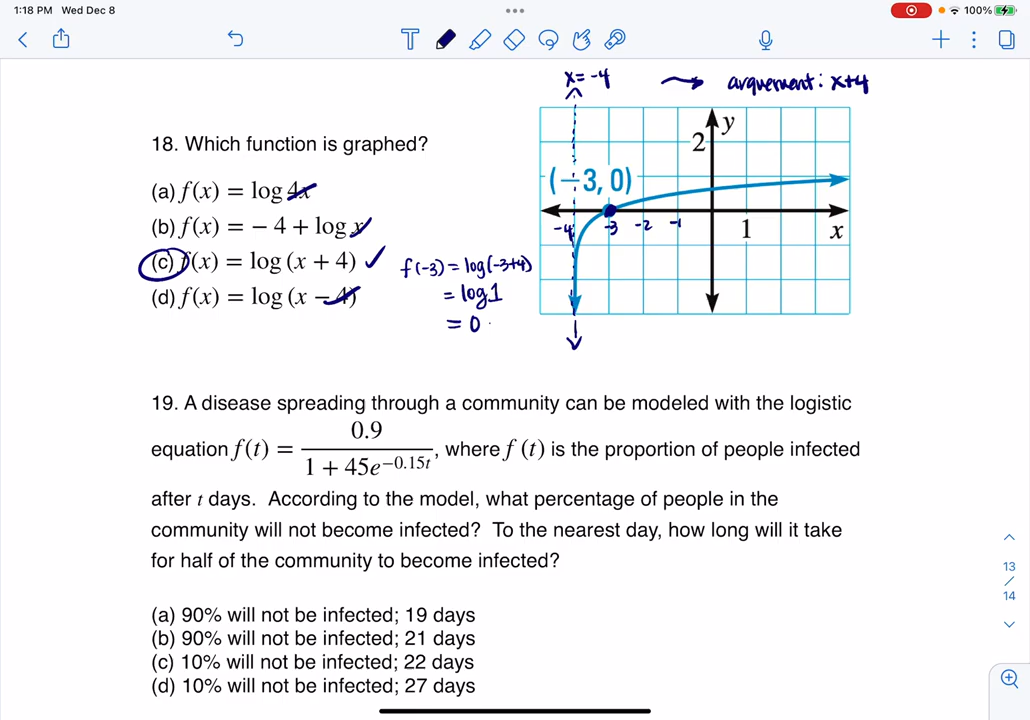 1:18 PM Wed Dec 8
100%
x = -4 → arguement: x+4
18. Which function is graphed?
(a) f(x) = log 4x
(b) f(x) = − 4 + log x
(c) f(x) = log (x + 4) ✓
(d) f(x) = log (x − 4)
f(-3) = log(-3+4)
= log 1
= 0
y
2
(−3, 0)
-4 -3 -2 -1 1 x
19. A disease spreading through a community can be modeled with the logistic
equation f(t) = 0.9 / (1 + 45e^{−0.15t}), where f (t) is the proportion of people infected
after t days. According to the model, what percentage of people in the
community will not become infected? To the nearest day, how long will it take
for half of the community to become infected?
(a) 90% will not be infected; 19 days
(b) 90% will not be infected; 21 days
(c) 10% will not be infected; 22 days
(d) 10% will not be infected; 27 days
13
/
14